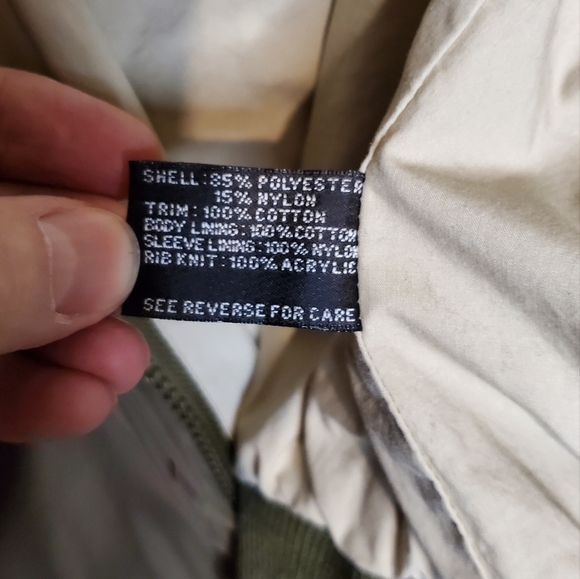 SHELL: 85% POLYESTER
15% NYLON
TRIM: 100% COTTON
BODY LINING: 100% COTTON
SLEEVE LINING: 100% NYLON
RIB KNIT: 100% ACRYLIC
SEE REVERSE FOR CARE